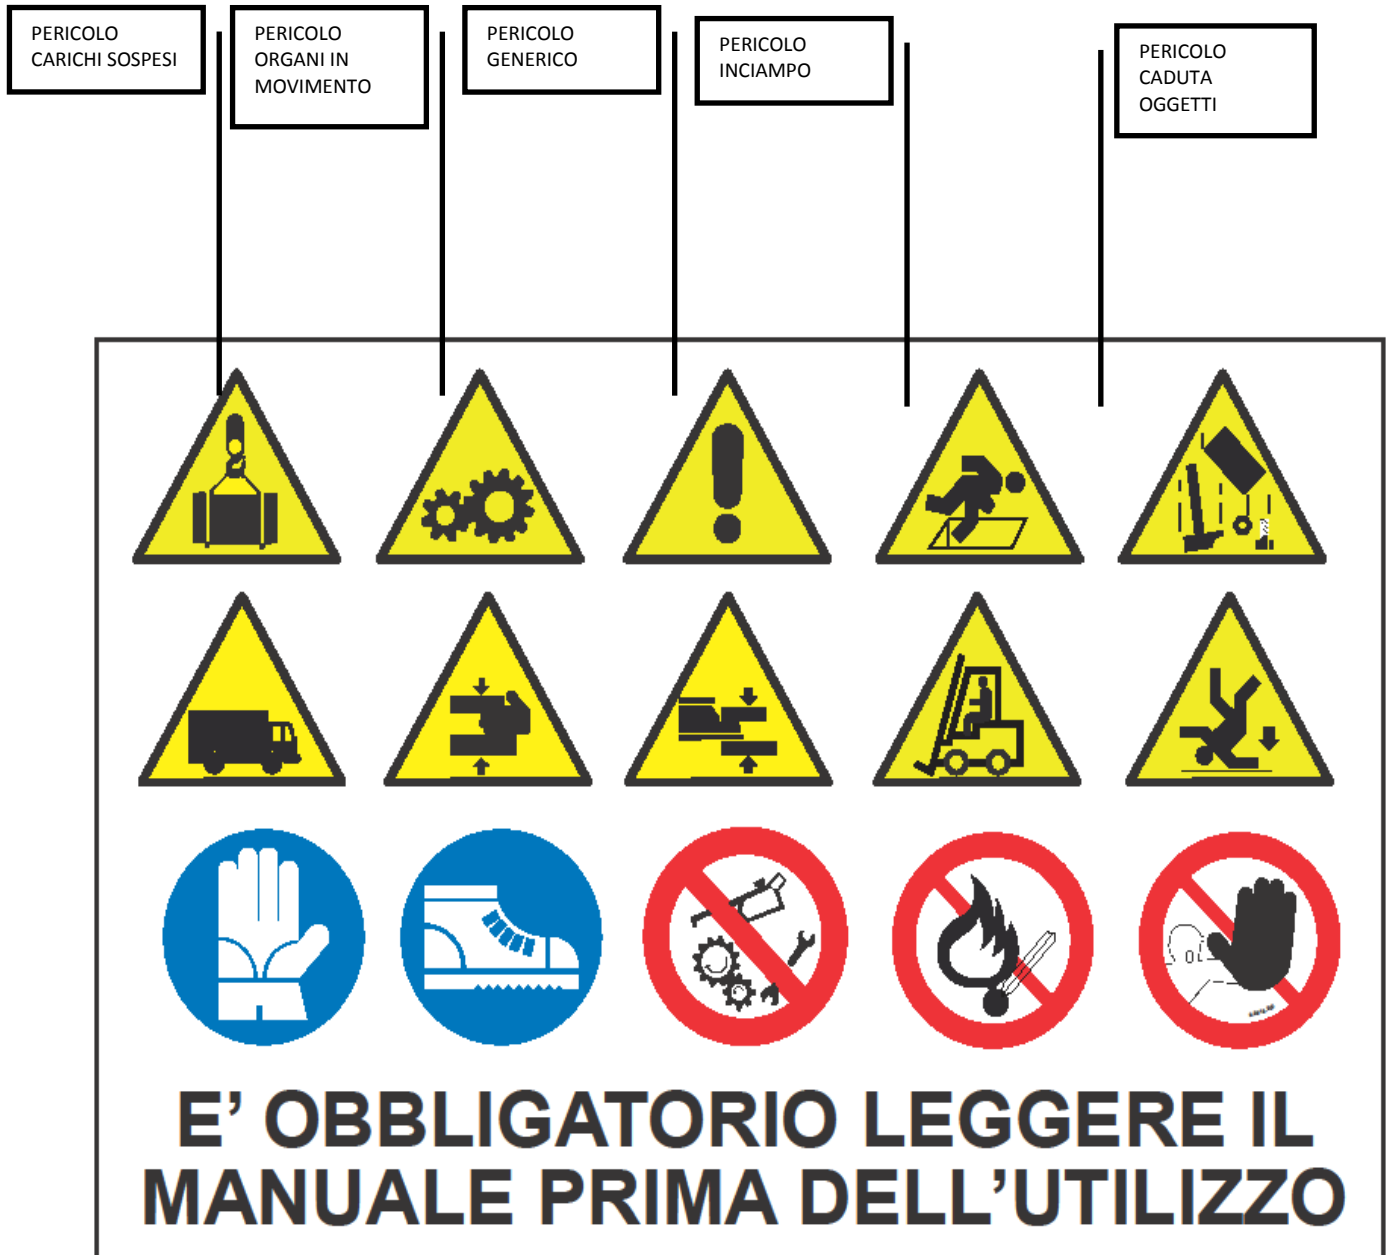 PERICOLO
CARICHI SOSPESI
PERICOLO
ORGANI IN
MOVIMENTO
PERICOLO
GENERICO
PERICOLO
INCIAMPO
PERICOLO
CADUTA
OGGETTI
E’ OBBLIGATORIO LEGGERE IL
MANUALE PRIMA DELL’UTILIZZO